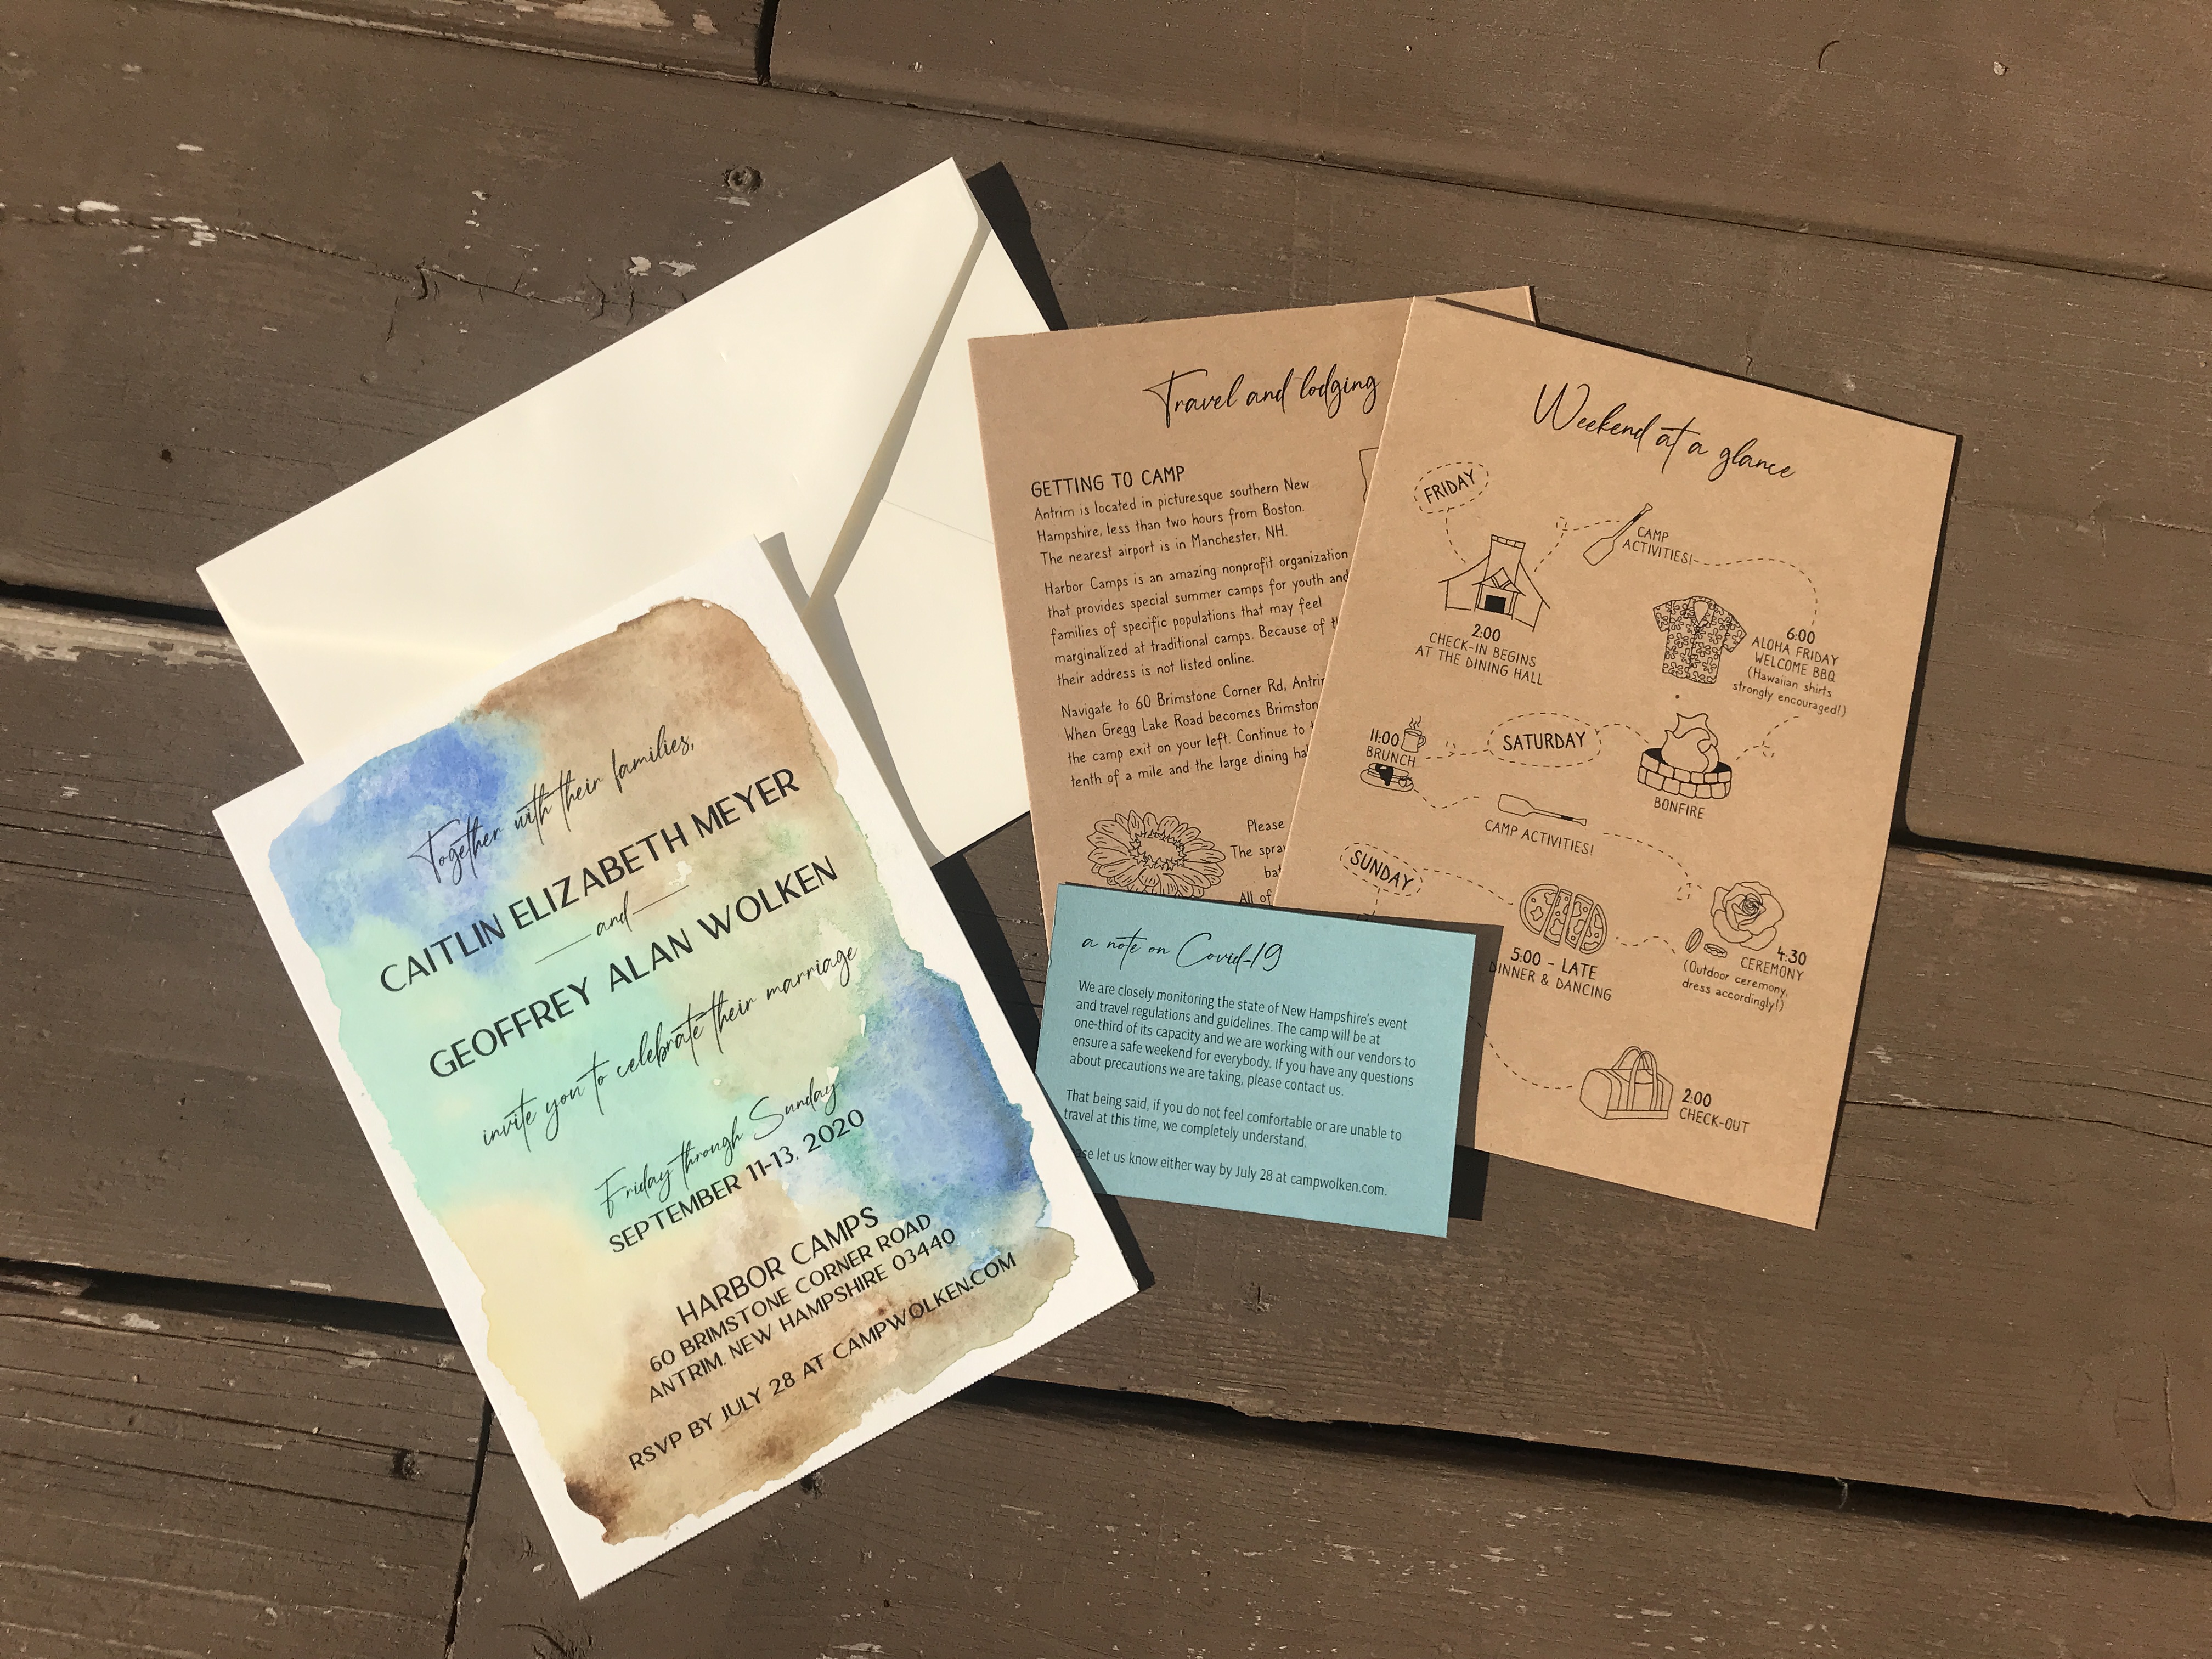 Together with their families,
CAITLIN ELIZABETH MEYER
and
GEOFFREY ALAN WOLKEN
invite you to celebrate their marriage
Friday through Sunday
SEPTEMBER 11-13, 2020
HARBOR CAMPS
60 BRIMSTONE CORNER ROAD
ANTRIM, NEW HAMPSHIRE 03440
RSVP BY JULY 28 AT CAMPWOLKEN.COM
Travel and lodging
GETTING TO CAMP
Antrim is located in picturesque southern New
Hampshire, less than two hours from Boston.
The nearest airport is in Manchester, NH.
Harbor Camps is an amazing nonprofit organization
that provides special summer camps for youth and
families of specific populations that may feel
marginalized at traditional camps. Because of
their address is not listed online.
Navigate to 60 Brimstone Corner Rd, Antri
When Gregg Lake Road becomes Brimston
the camp exit on your left. Continue to
tenth of a mile and the large dining ha
Please
The spra
All of
a note on Covid-19
We are closely monitoring the state of New Hampshire's event
and travel regulations and guidelines. The camp will be at
one-third of its capacity and we are working with our vendors to
ensure a safe weekend for everybody. If you have any questions
about precautions we are taking, please contact us.
That being said, if you do not feel comfortable or are unable to
travel at this time, we completely understand.
se let us know either way by July 28 at campwolken.com.
Weekend at a glance
FRIDAY
2:00
CHECK-IN BEGINS
AT THE DINING HALL
CAMP
ACTIVITIES!
6:00
ALOHA FRIDAY
WELCOME BBQ
(Hawaiian shirts
strongly encouraged!)
BONFIRE
SATURDAY
11:00
BRUNCH
CAMP ACTIVITIES!
4:30
CEREMONY
(Outdoor ceremony,
dress accordingly!)
5:00 - LATE
DINNER & DANCING
SUNDAY
2:00
CHECK-OUT